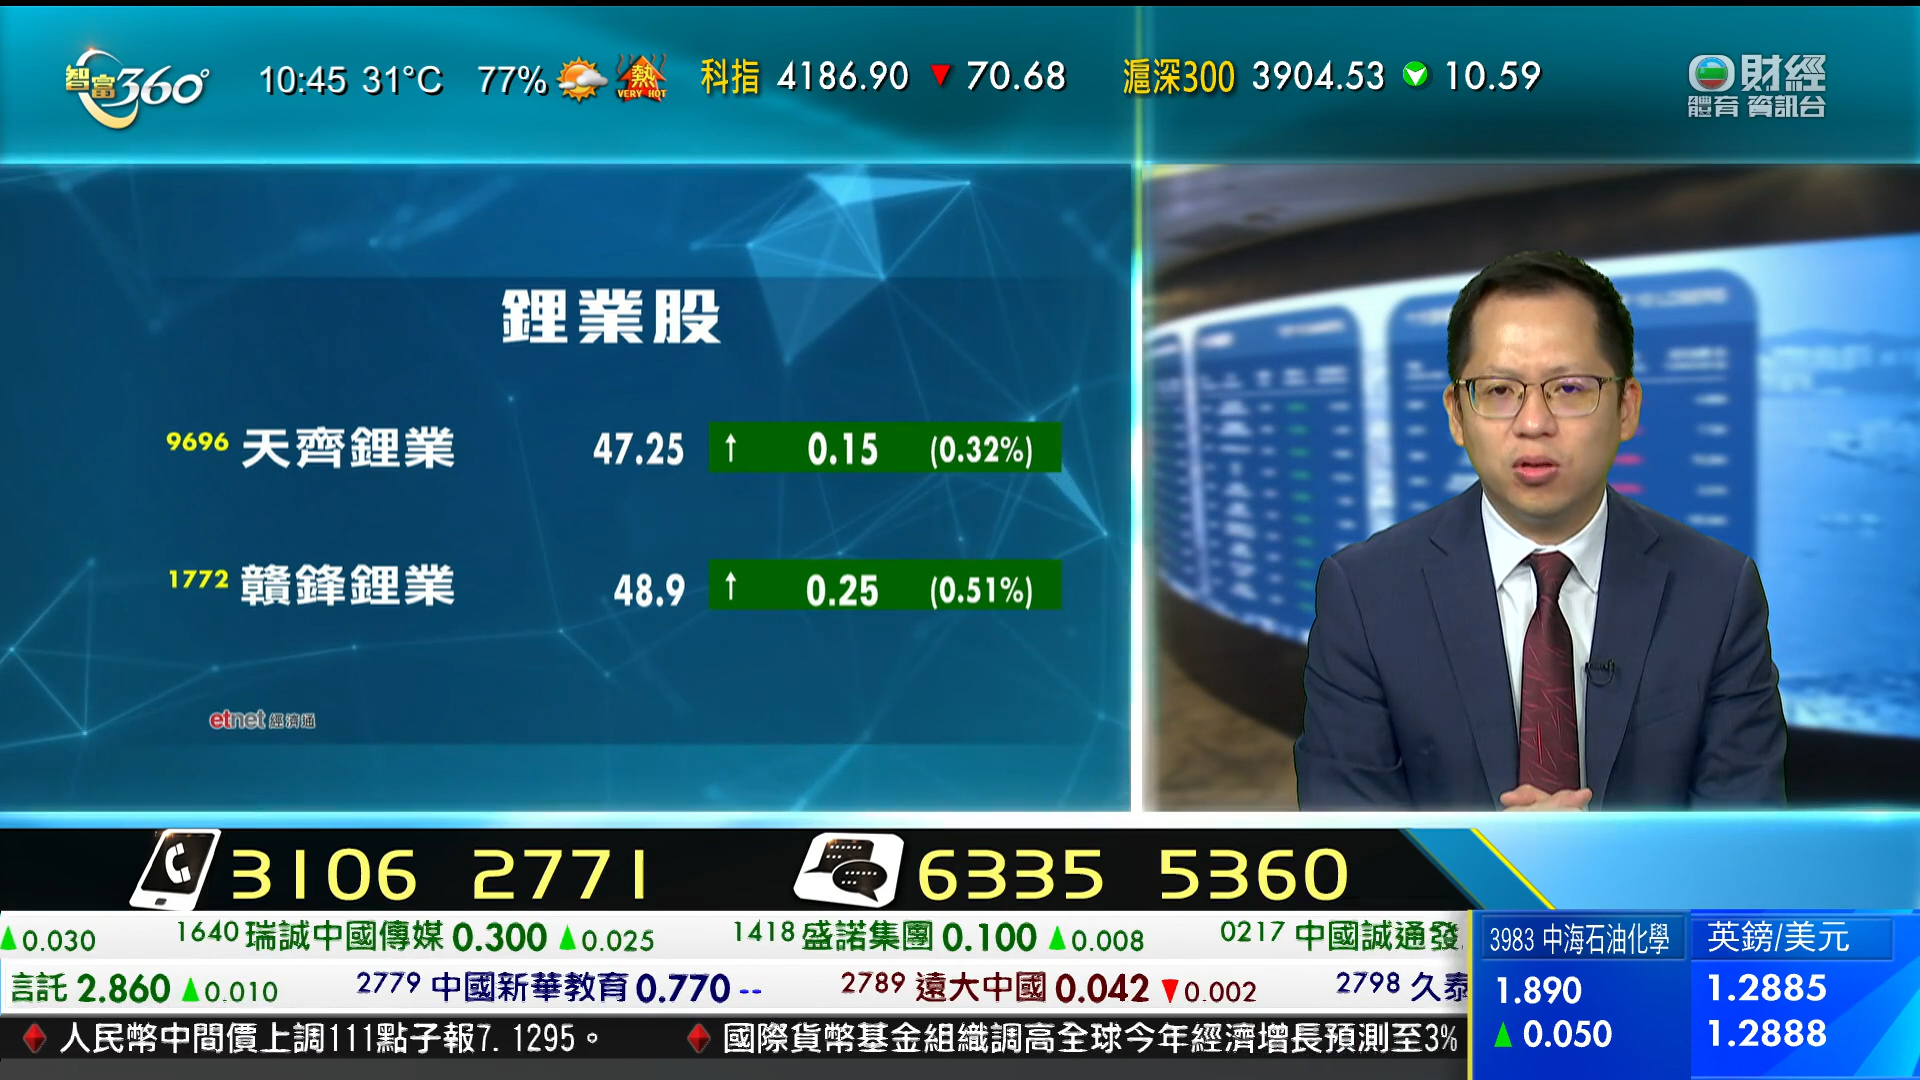 智富360°
10:45 31°C 77% 熱 VERY HOT 科指 4186.90 ▼ 70.68 滬深300 3904.53 10.59
財經
體育 資訊台
鋰業股
9696 天齊鋰業 47.25 ↑ 0.15 (0.32%)
1772 贛鋒鋰業 48.9 ↑ 0.25 (0.51%)
etnet 經濟通
3106 2771 6335 5360
▲0.030 1640 瑞誠中國傳媒 0.300 ▲0.025 1418 盛諾集團 0.100 ▲0.008 0217 中國誠通發
言託 2.860 ▲0.010 2779 中國新華教育 0.770 -- 2789 遠大中國 0.042 ▼0.002 2798 久泰
人民幣中間價上調111點子報7.1295。 國際貨幣基金組織調高全球今年經濟增長預測至3%
3983 中海石油化學
1.890
▲ 0.050
英鎊/美元
1.2885
1.2888